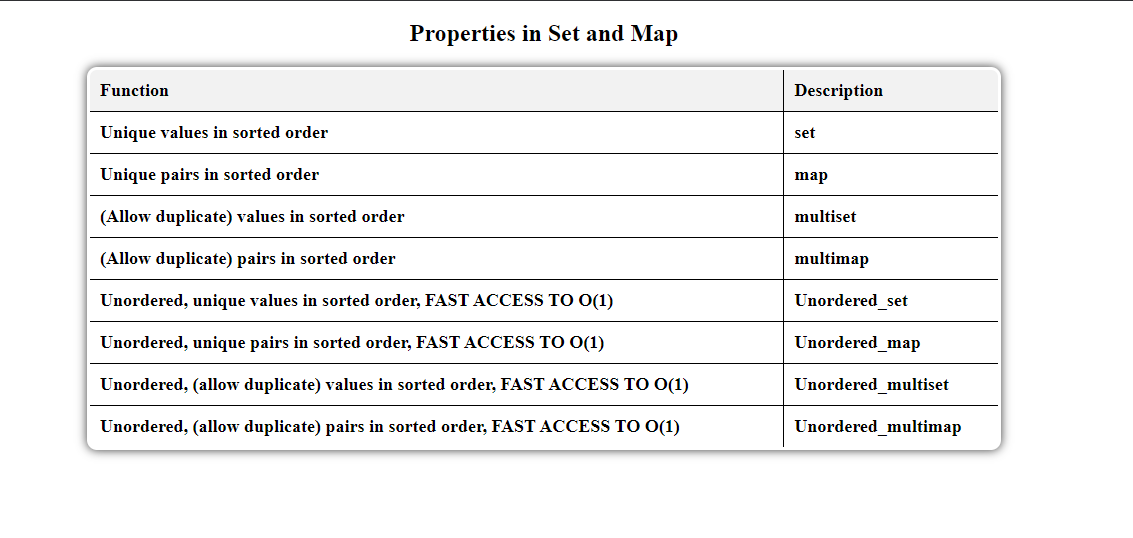 Properties in Set and Map
Function Description
Unique values in sorted order set
Unique pairs in sorted order map
(Allow duplicate) values in sorted order multiset
(Allow duplicate) pairs in sorted order multimap
Unordered, unique values in sorted order, FAST ACCESS TO O(1) Unordered_set
Unordered, unique pairs in sorted order, FAST ACCESS TO O(1) Unordered_map
Unordered, (allow duplicate) values in sorted order, FAST ACCESS TO O(1) Unordered_multiset
Unordered, (allow duplicate) pairs in sorted order, FAST ACCESS TO O(1) Unordered_multimap